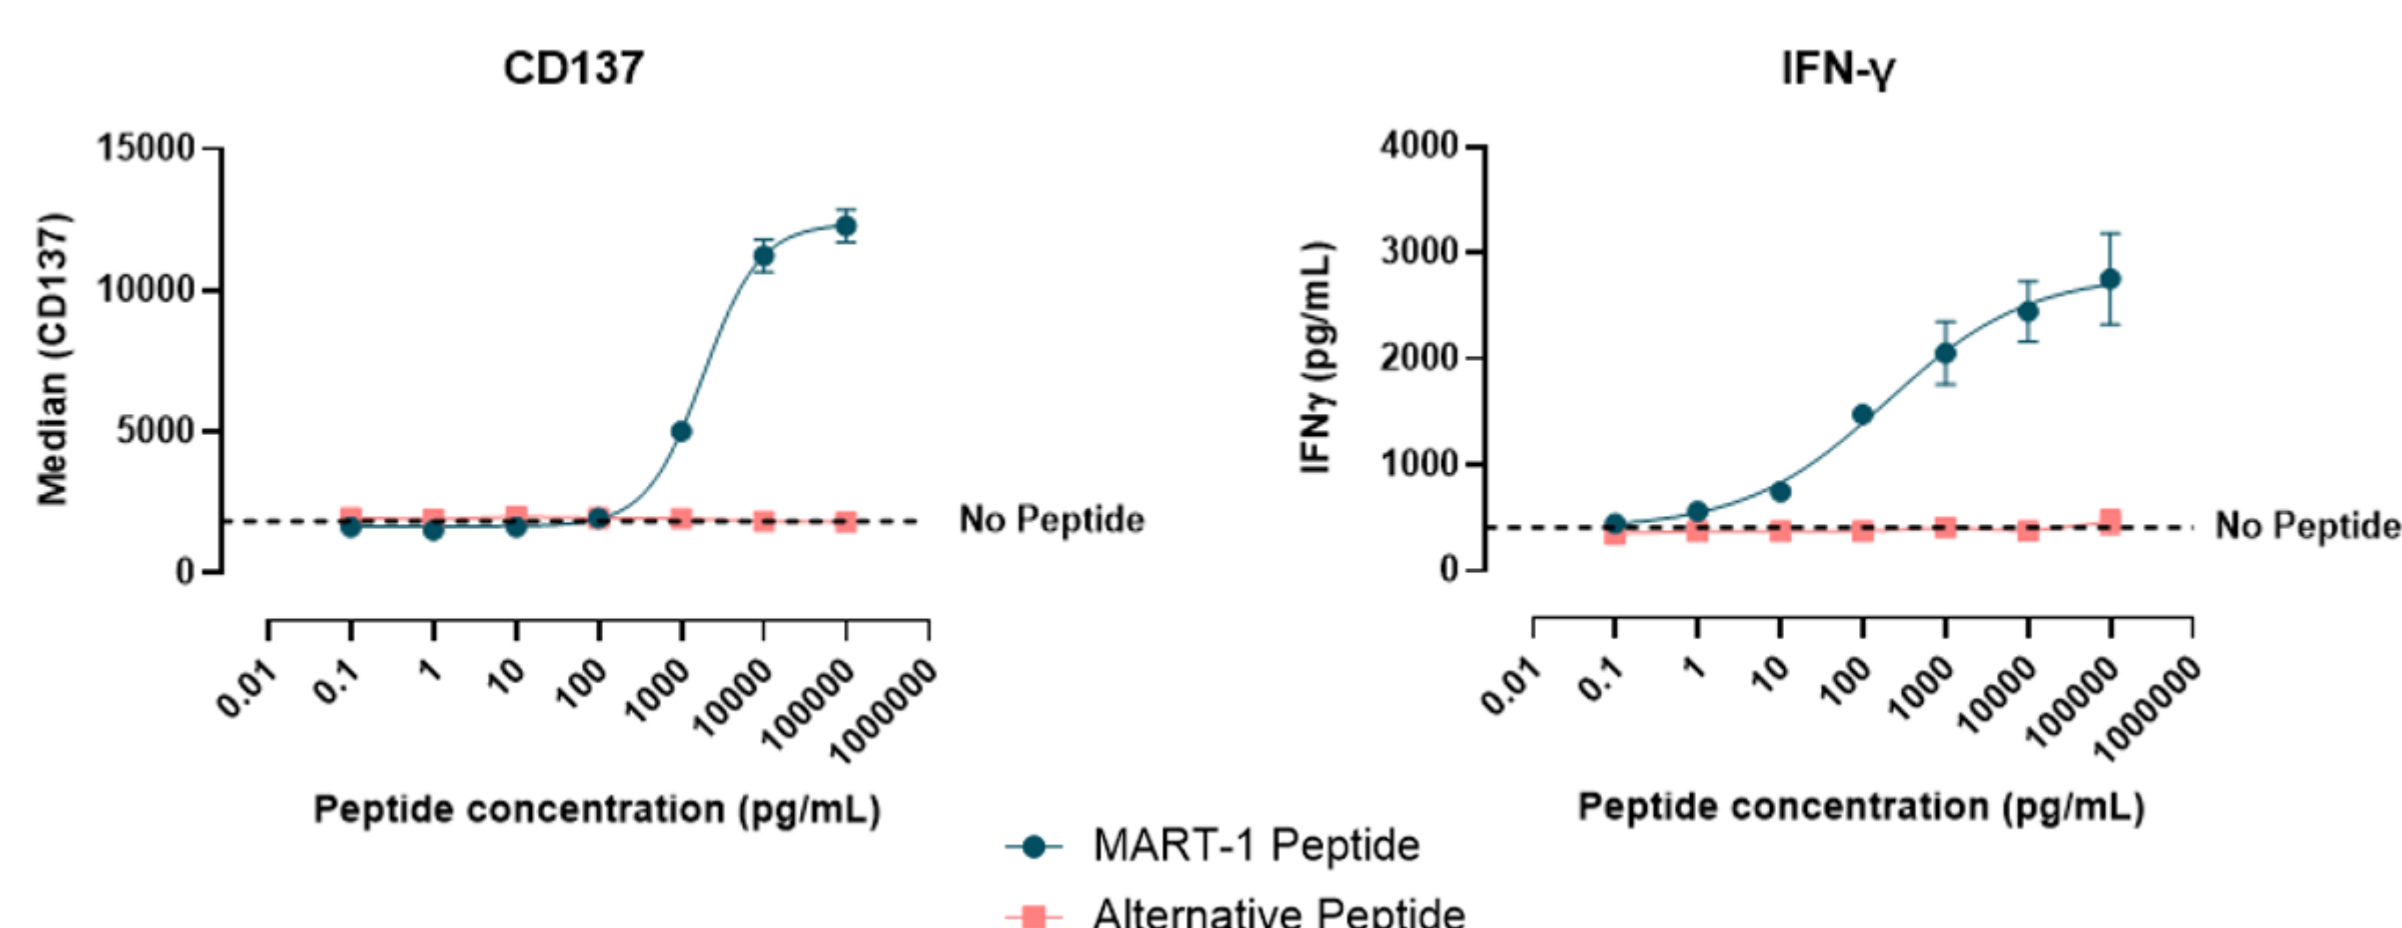 CD137
15000
10000
5000
0
Median (CD137)
No Peptide
0.01
0.1
1
10
100
1000
10000
100000
1000000
Peptide concentration (pg/mL)
IFN-γ
4000
3000
2000
1000
0
IFNγ (pg/mL)
No Peptide
0.01
0.1
1
10
100
1000
10000
100000
1000000
Peptide concentration (pg/mL)
MART-1 Peptide
Alternative Peptide